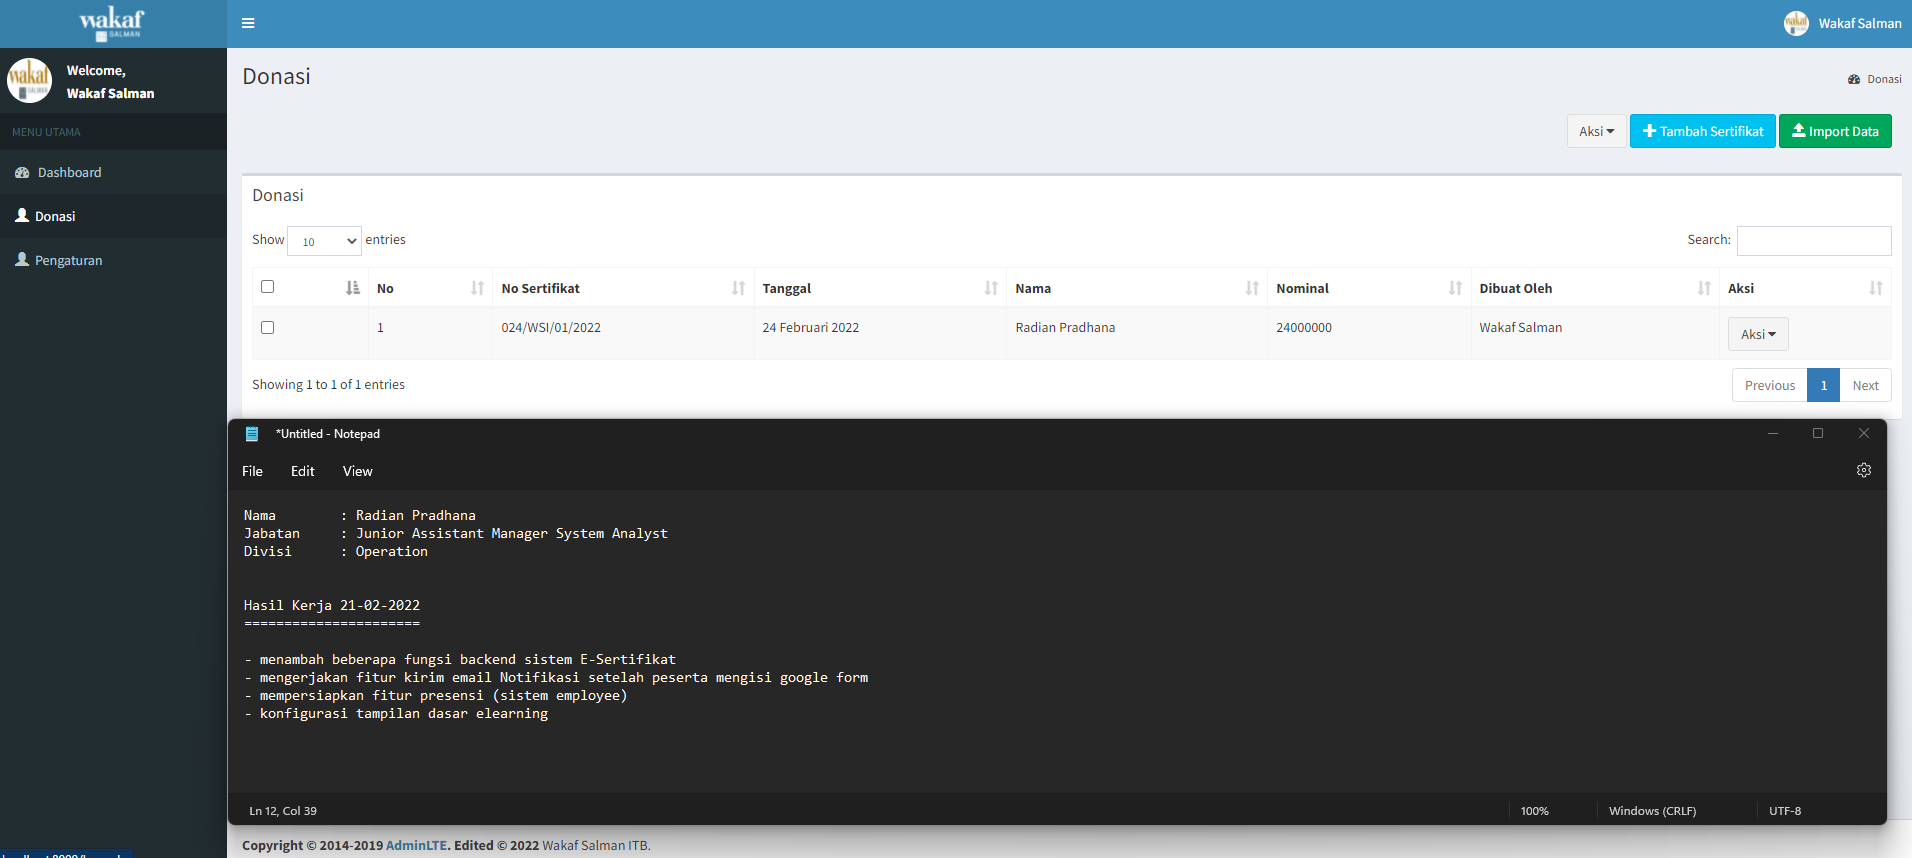 wakaf
SALMAN
Wakaf Salman
Welcome,
Wakaf Salman
MENU UTAMA
Dashboard
Donasi
Pengaturan
Donasi
Donasi
Aksi
Tambah Sertifikat
Import Data
Donasi
Show 10 entries
Search:
No No Sertifikat Tanggal Nama Nominal Dibuat Oleh Aksi
1 024/WSI/01/2022 24 Februari 2022 Radian Pradhana 24000000 Wakaf Salman Aksi
Showing 1 to 1 of 1 entries
Previous 1 Next
*Untitled - Notepad
File Edit View
Nama : Radian Pradhana
Jabatan : Junior Assistant Manager System Analyst
Divisi : Operation
Hasil Kerja 21-02-2022
======================
- menambah beberapa fungsi backend sistem E-Sertifikat
- mengerjakan fitur kirim email Notifikasi setelah peserta mengisi google form
- mempersiapkan fitur presensi (sistem employee)
- konfigurasi tampilan dasar elearning
Ln 12, Col 39
100%
Windows (CRLF)
UTF-8
Copyright © 2014-2019 AdminLTE. Edited © 2022 Wakaf Salman ITB.